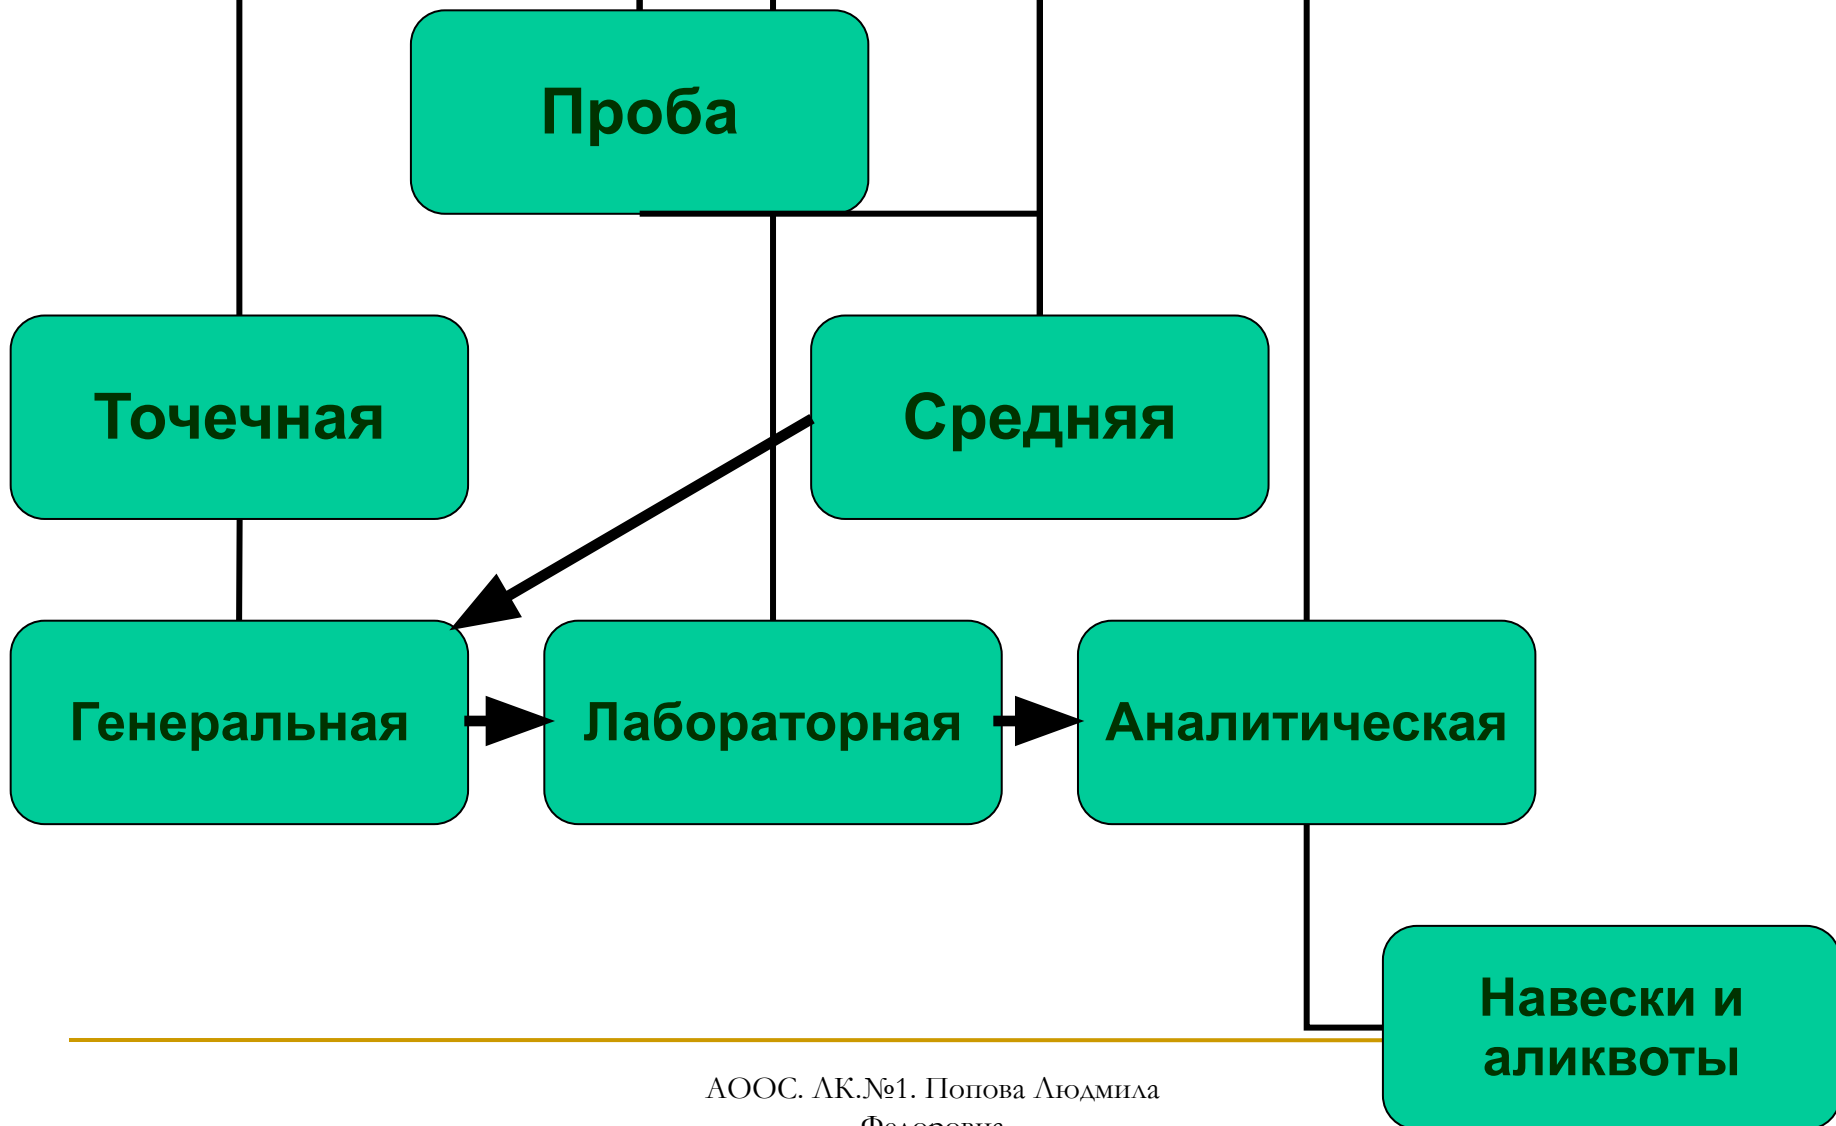 Проба
Точечная
Средняя
Генеральная
Лабораторная
Аналитическая
Навески и
аликвоты
АООС. ЛК.№1. Попова Людмила